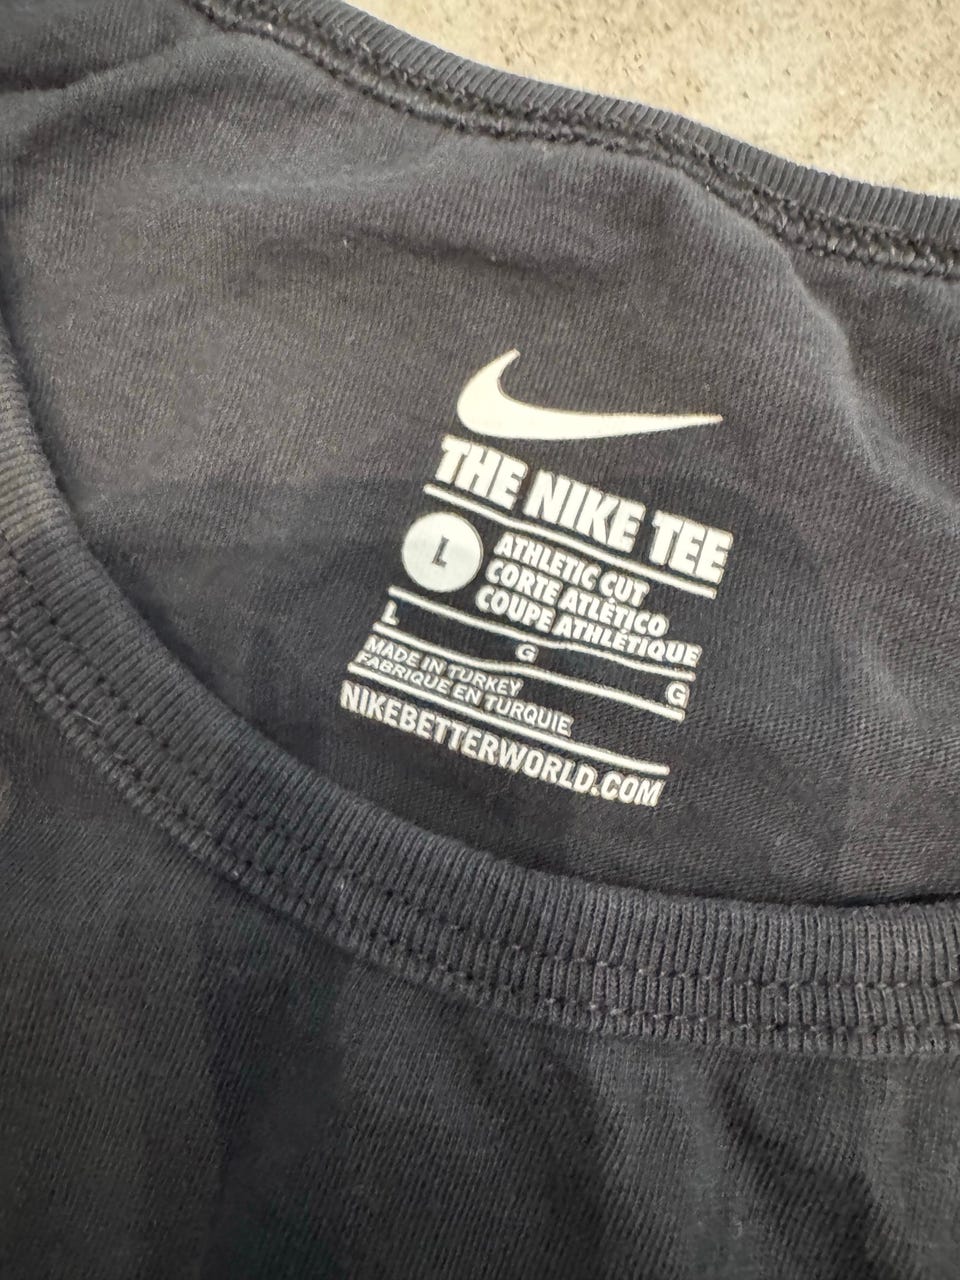 THE NIKE TEE
L
ATHLETIC CUT
CORTE ATLÉTICO
COUPE ATHLÉTIQUE
L G G
MADE IN TURKEY
FABRIQUE EN TURQUIE
NIKEBETTERWORLD.COM